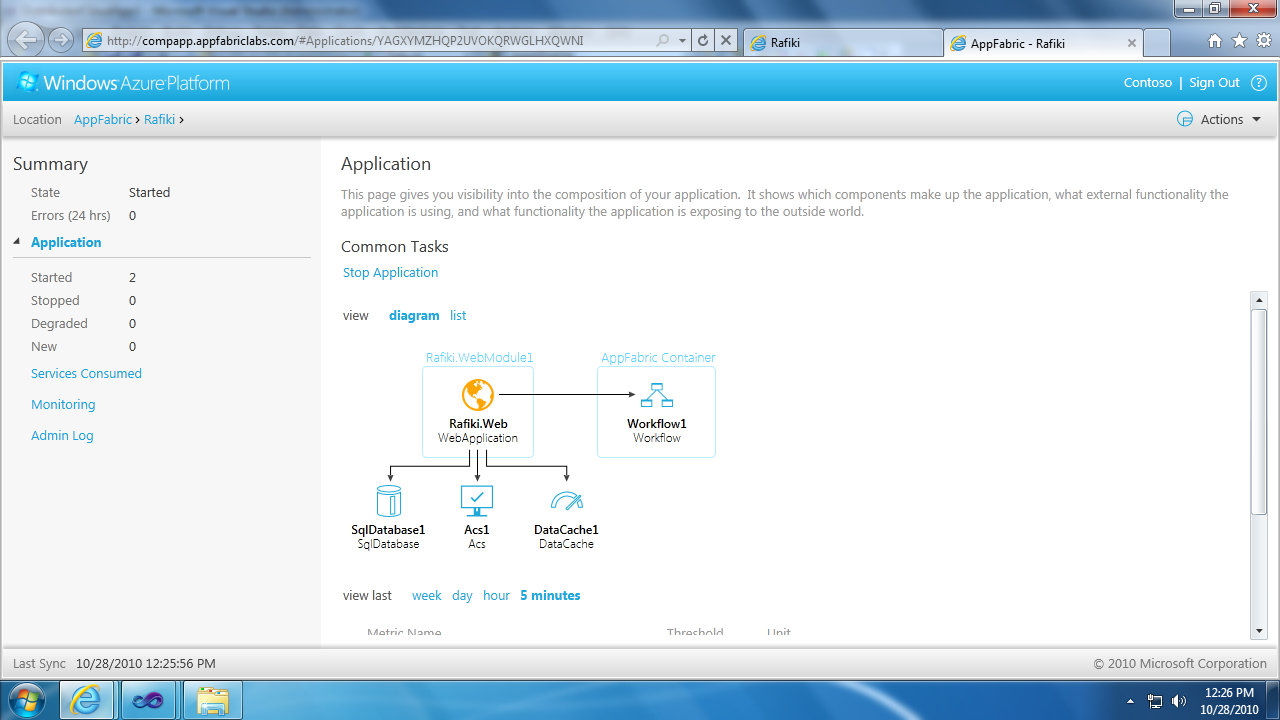 http://compapp.appfabriclabs.com/#Applications/YAGXYMZHQP2UVOKQRWGLHXQWNI
Rafiki
AppFabric - Rafiki
Windows Azure Platform
Contoso | Sign Out ?
Location AppFabric > Rafiki >
Actions
Summary
State Started
Errors (24 hrs) 0
Application
Started 2
Stopped 0
Degraded 0
New 0
Services Consumed
Monitoring
Admin Log
Application
This page gives you visibility into the composition of your application. It shows which components make up the application, what external functionality the
application is using, and what functionality the application is exposing to the outside world.
Common Tasks
Stop Application
view diagram list
Rafiki.WebModule1
AppFabric Container
Rafiki.Web
WebApplication
Workflow1
Workflow
SqlDatabase1
SqlDatabase
Acs1
Acs
DataCache1
DataCache
view last week day hour 5 minutes
Metric Name Threshold Unit
Last Sync 10/28/2010 12:25:56 PM
© 2010 Microsoft Corporation
12:26 PM
10/28/2010